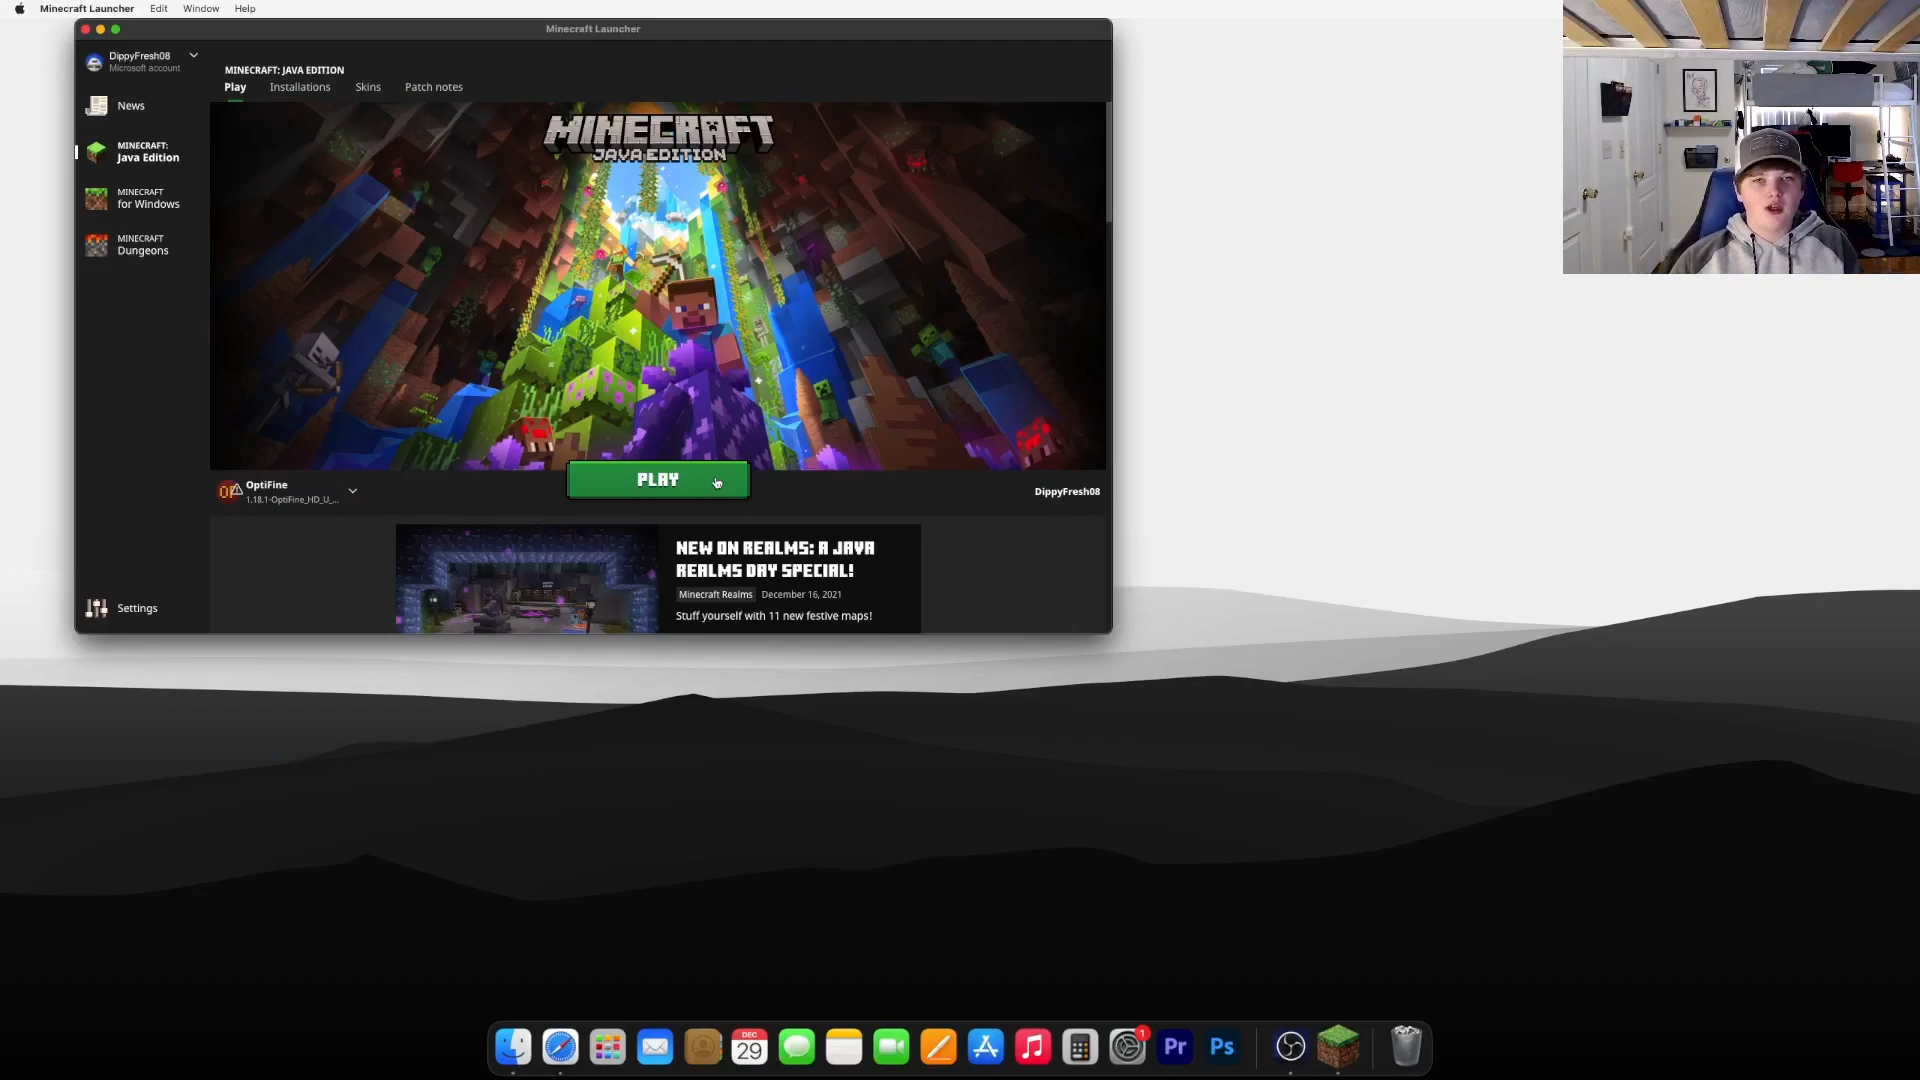 Minecraft Launcher Edit Window Help
Minecraft Launcher
DippyFresh08
Microsoft account
MINECRAFT: JAVA EDITION
Play Installations Skins Patch notes
News
MINECRAFT:
Java Edition
MINECRAFT
for Windows
MINECRAFT
Dungeons
Settings
MINECRAFT
JAVA EDITION
OptiFine
1.18.1-OptiFine_HD_U_...
PLAY
DippyFresh08
NEW ON REALMS: A JAVA
REALMS DAY SPECIAL!
Minecraft Realms December 16, 2021
Stuff yourself with 11 new festive maps!
DEC
29
1
Pr
Ps